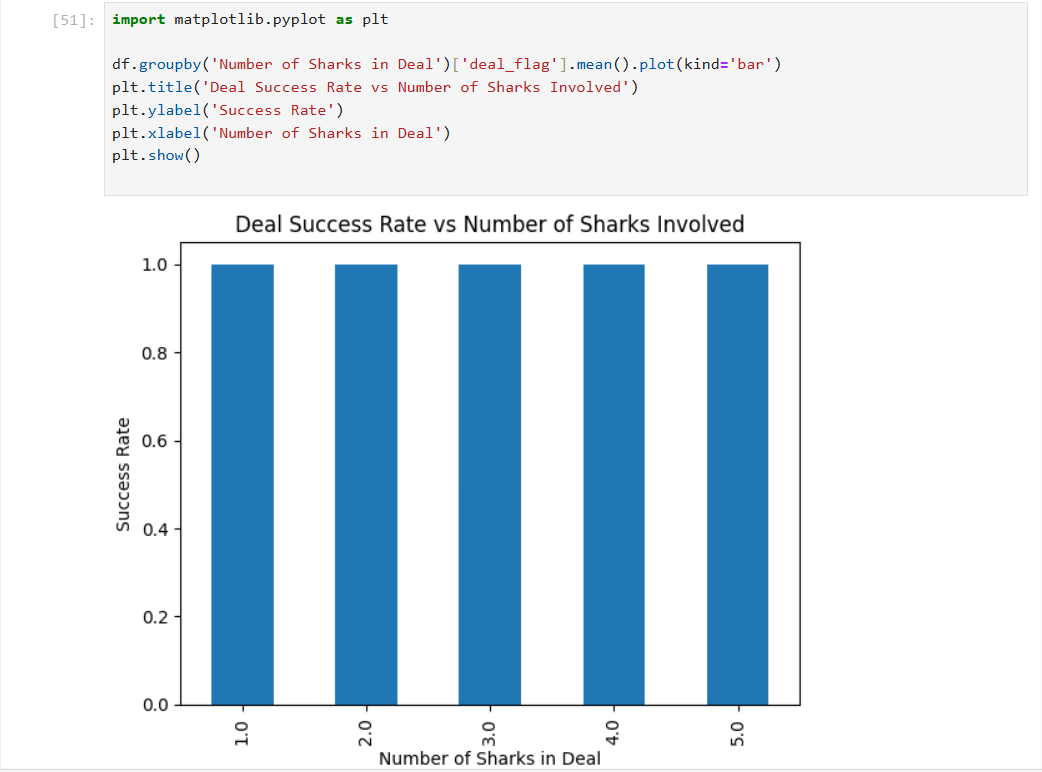 [51]: import matplotlib.pyplot as plt
df.groupby('Number of Sharks in Deal')['deal_flag'].mean().plot(kind='bar')
plt.title('Deal Success Rate vs Number of Sharks Involved')
plt.ylabel('Success Rate')
plt.xlabel('Number of Sharks in Deal')
plt.show()
Deal Success Rate vs Number of Sharks Involved
1.0
0.8
0.6
0.4
0.2
0.0
Success Rate
1.0 2.0 3.0 4.0 5.0
Number of Sharks in Deal